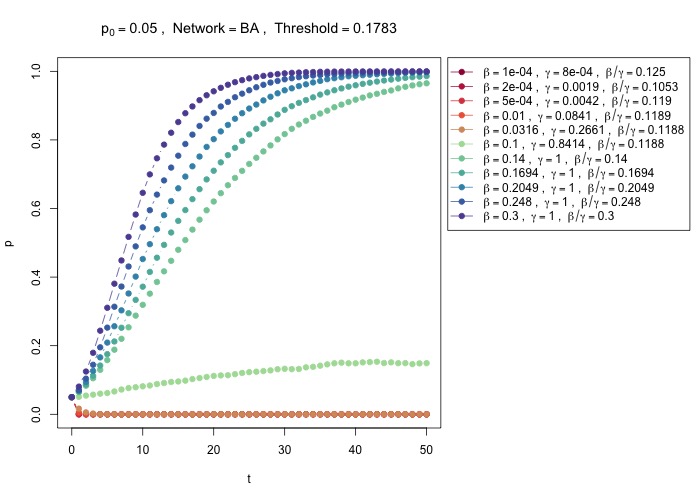 p₀ = 0.05 , Network = BA , Threshold = 0.1783
β = 1e-04 , γ = 8e-04 , β/γ = 0.125
β = 2e-04 , γ = 0.0019 , β/γ = 0.1053
β = 5e-04 , γ = 0.0042 , β/γ = 0.119
β = 0.01 , γ = 0.0841 , β/γ = 0.1189
β = 0.0316 , γ = 0.2661 , β/γ = 0.1188
β = 0.1 , γ = 0.8414 , β/γ = 0.1188
β = 0.14 , γ = 1 , β/γ = 0.14
β = 0.1694 , γ = 1 , β/γ = 0.1694
β = 0.2049 , γ = 1 , β/γ = 0.2049
β = 0.248 , γ = 1 , β/γ = 0.248
β = 0.3 , γ = 1 , β/γ = 0.3
1.0
0.8
0.6
0.4
0.2
0.0
p
0 10 20 30 40 50
t